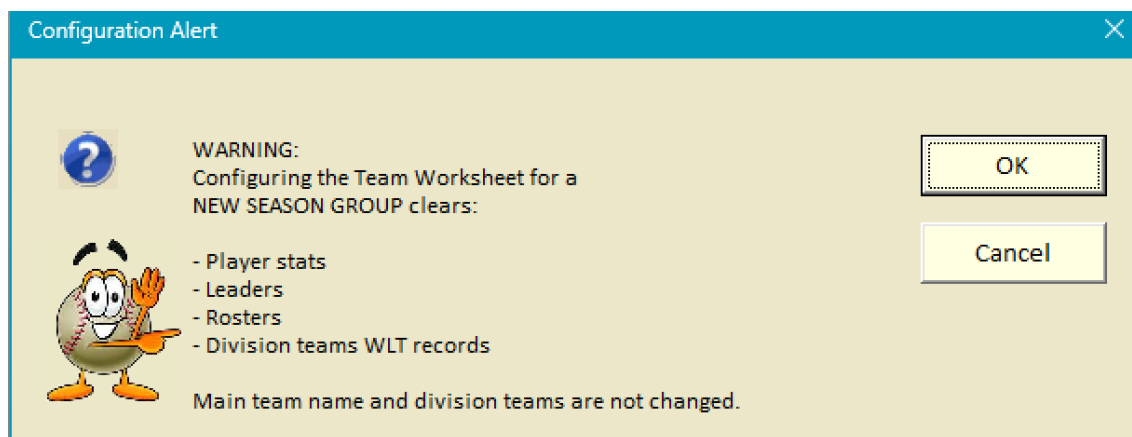 Configuration Alert
WARNING:
Configuring the Team Worksheet for a
NEW SEASON GROUP clears:
- Player stats
- Leaders
- Rosters
- Division teams WLT records
Main team name and division teams are not changed.
OK
Cancel